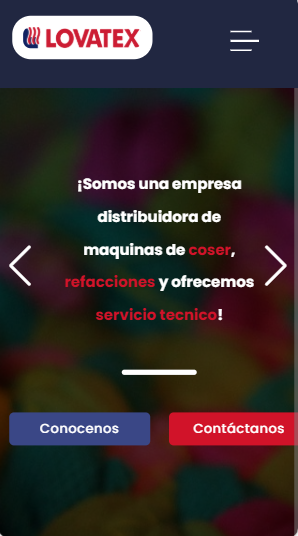 LOVATEX
¡Somos una empresa
distribuidora de
maquinas de coser,
refacciones y ofrecemos
servicio tecnico!
Conocenos
Contáctanos